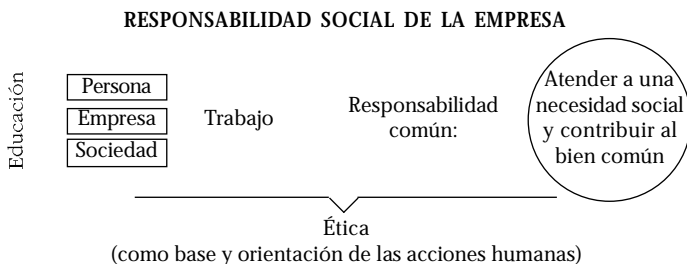 RESPONSABILIDAD SOCIAL DE LA EMPRESA
Educación
Persona
Empresa
Sociedad
Trabajo
Responsabilidad
común:
Atender a una
necesidad social
y contribuir al
bien común
Ética
(como base y orientación de las acciones humanas)